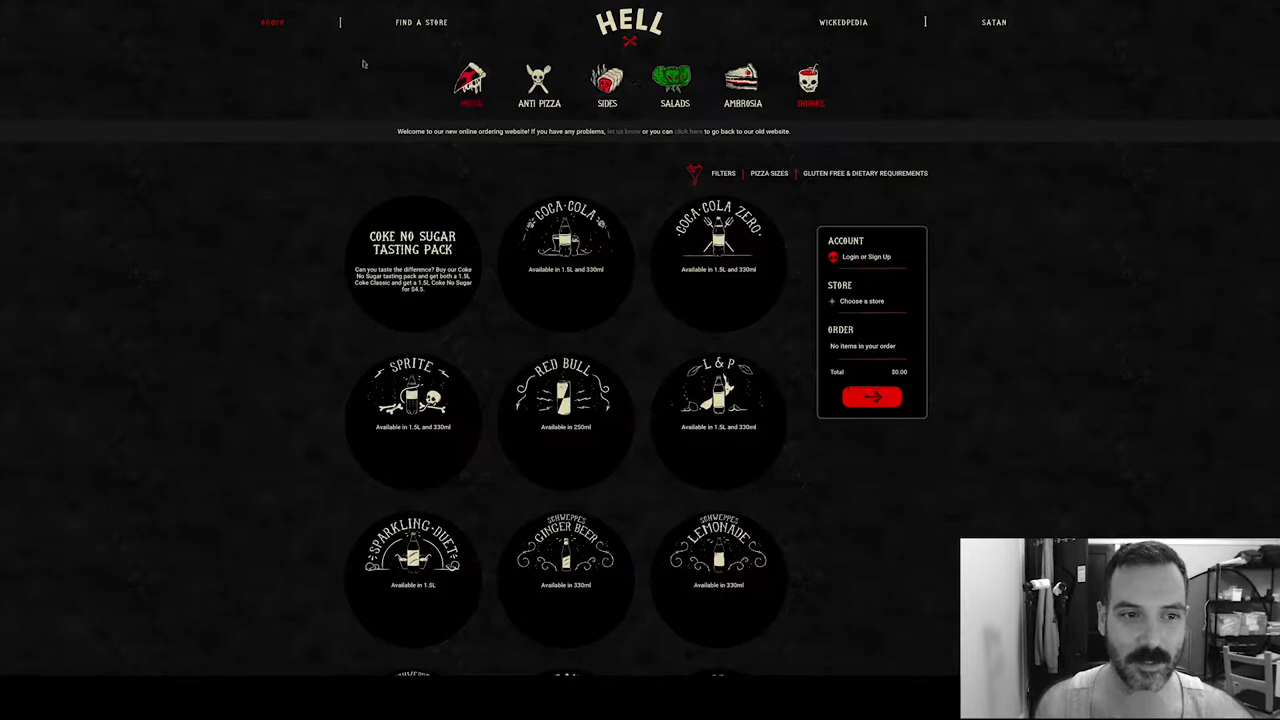 ORDER
FIND A STORE
HELL
WICKEDPEDIA
SATAN
PIZZA
ANTI PIZZA
SIDES
SALADS
AMBROSIA
DRINKS
Welcome to our new online ordering website! If you have any problems, let us know or you can click here to go back to our old website.
FILTERS
PIZZA SIZES
GLUTEN FREE & DIETARY REQUIREMENTS
COKE NO SUGAR
TASTING PACK
Can you taste the difference? Buy our Coke
No Sugar tasting pack and get both a 1.5L
Coke Classic and get a 1.5L Coke No Sugar
for $4.5.
COCA-COLA
Available in 1.5L and 330ml
COCA-COLA ZERO
Available in 1.5L and 330ml
ACCOUNT
Login or Sign Up
STORE
Choose a store
ORDER
No items in your order
Total $0.00
SPRITE
Available in 1.5L and 330ml
RED BULL
Available in 250ml
L & P
Available in 1.5L and 330ml
SPARKLING-DUET
Available in 1.5L
SCHWEPPES
GINGER BEER
Available in 330ml
SCHWEPPES
LEMONADE
Available in 330ml